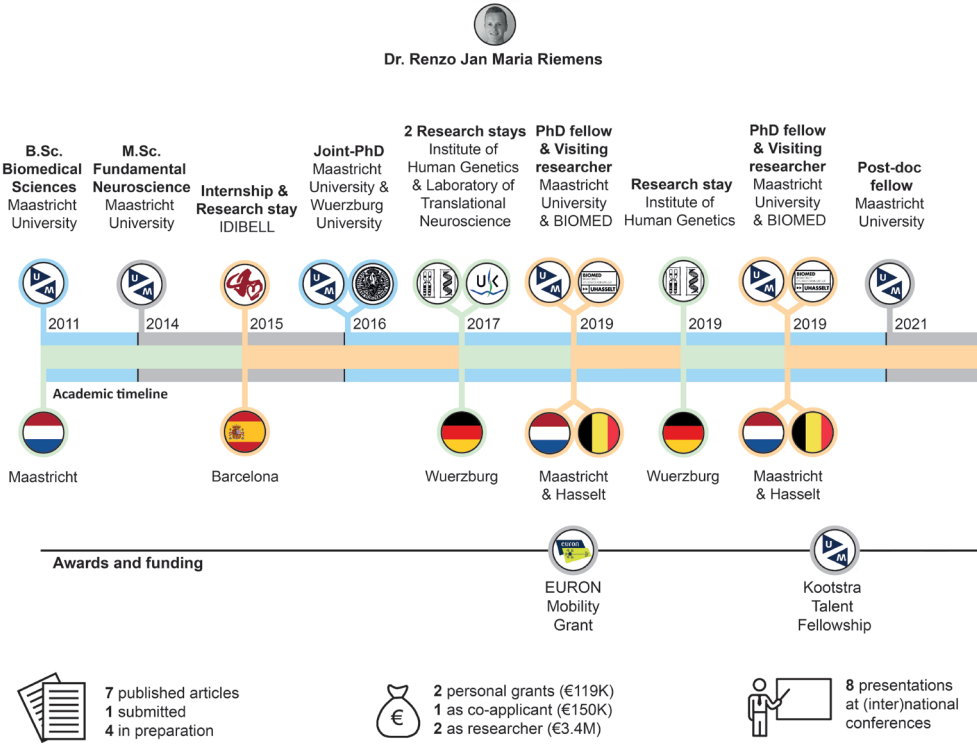 Dr. Renzo Jan Maria Riemens
B.Sc.
Biomedical
Sciences
Maastricht
University
M.Sc.
Fundamental
Neuroscience
Maastricht
University
Internship &
Research stay
IDIBELL
Joint-PhD
Maastricht
University &
Wuerzburg
University
2 Research stays
Institute of
Human Genetics
& Laboratory of
Translational
Neuroscience
PhD fellow
& Visiting
researcher
Maastricht
University
& BIOMED
Research stay
Institute of
Human Genetics
PhD fellow
& Visiting
researcher
Maastricht
University
& BIOMED
Post-doc
fellow
Maastricht
University
U M
U M
U M
UK
U M
BIOMED
UHASSELT
U M
BIOMED
UHASSELT
U M
2011
2014
2015
2016
2017
2019
2019
2019
2021
Academic timeline
Maastricht
Barcelona
Wuerzburg
Maastricht
& Hasselt
Wuerzburg
Maastricht
& Hasselt
Awards and funding
euron
EURON
Mobility
Grant
U M
Kootstra
Talent
Fellowship
7 published articles
1 submitted
4 in preparation
€
2 personal grants (€119K)
1 as co-applicant (€150K)
2 as researcher (€3.4M)
8 presentations
at (inter)national
conferences